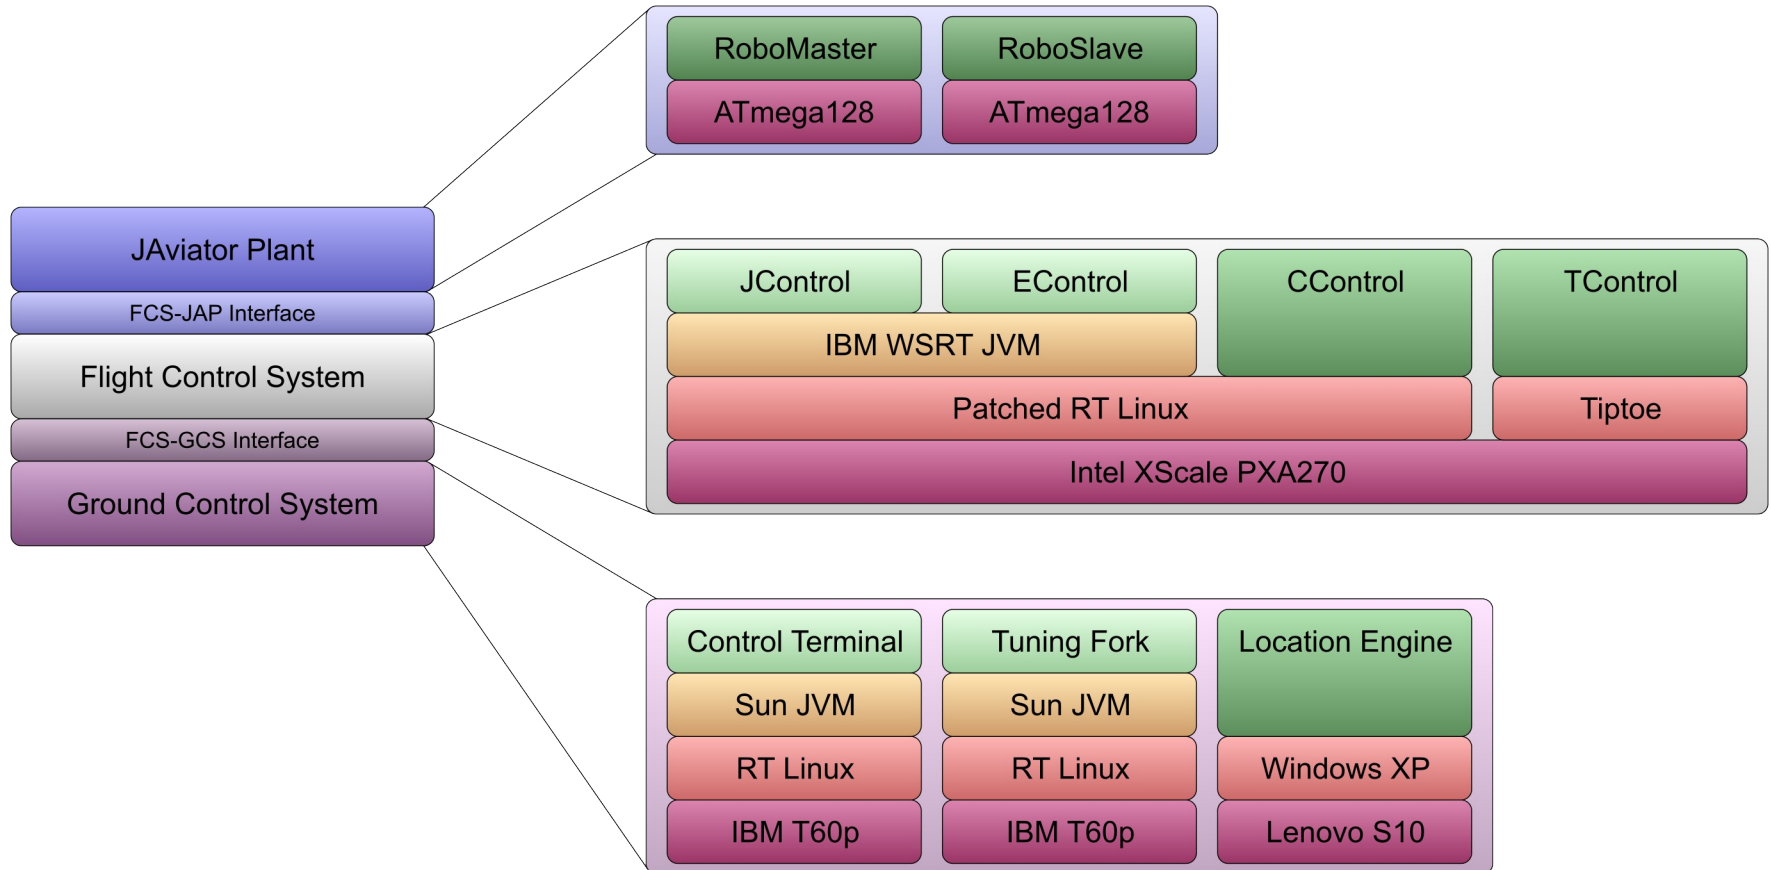 RoboMaster
RoboSlave
ATmega128
ATmega128
JAviator Plant
FCS-JAP Interface
Flight Control System
FCS-GCS Interface
Ground Control System
JControl
EControl
CControl
TControl
IBM WSRT JVM
Patched RT Linux
Tiptoe
Intel XScale PXA270
Control Terminal
Tuning Fork
Location Engine
Sun JVM
Sun JVM
RT Linux
RT Linux
Windows XP
IBM T60p
IBM T60p
Lenovo S10